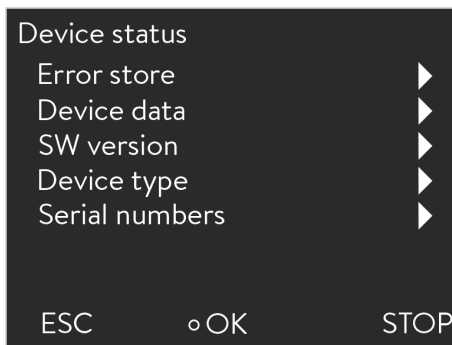 Device status
Error store
Device data
SW version
Device type
Serial numbers
ESC OK STOP